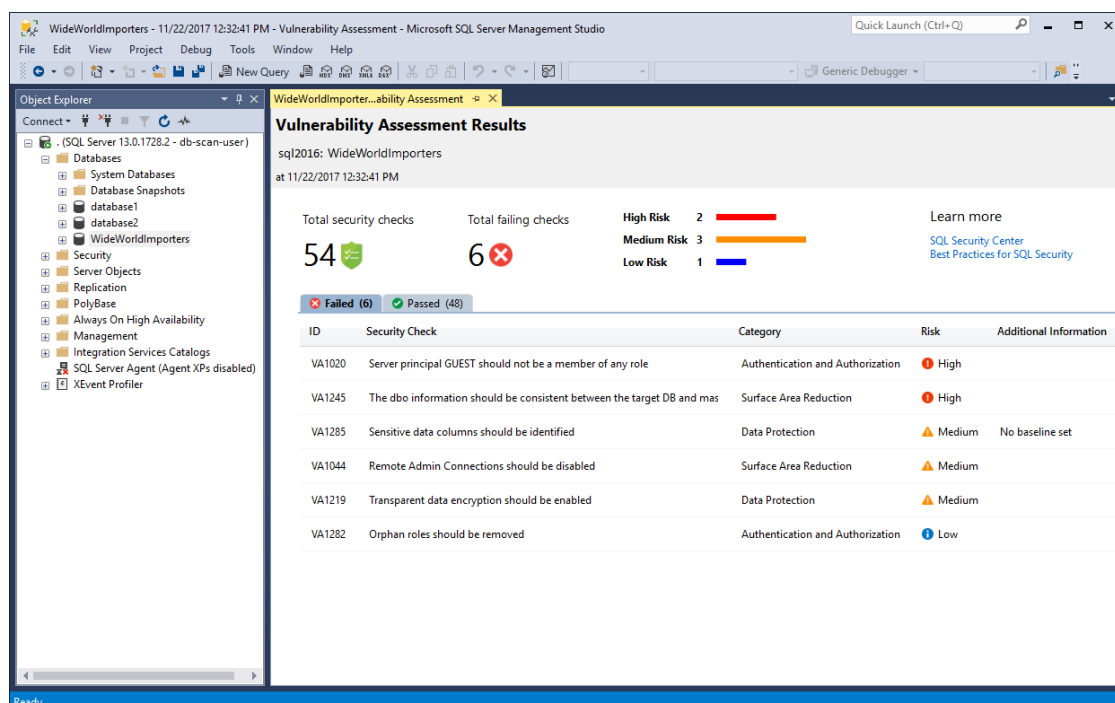 WideWorldImporters - 11/22/2017 12:32:41 PM - Vulnerability Assessment - Microsoft SQL Server Management Studio
Quick Launch (Ctrl+Q)
File Edit View Project Debug Tools Window Help
New Query MDX DMX XMLA DAX Generic Debugger
Object Explorer
Connect
. (SQL Server 13.0.1728.2 - db-scan-user)
Databases
System Databases
Database Snapshots
database1
database2
WideWorldImporters
Security
Server Objects
Replication
PolyBase
Always On High Availability
Management
Integration Services Catalogs
SQL Server Agent (Agent XPs disabled)
XEvent Profiler
WideWorldImporter...ability Assessment
Vulnerability Assessment Results
sql2016: WideWorldImporters
at 11/22/2017 12:32:41 PM
Total security checks
54
Total failing checks
6
High Risk 2
Medium Risk 3
Low Risk 1
Learn more
SQL Security Center
Best Practices for SQL Security
Failed (6) Passed (48)
ID Security Check Category Risk Additional Information
VA1020 Server principal GUEST should not be a member of any role Authentication and Authorization High
VA1245 The dbo information should be consistent between the target DB and mas Surface Area Reduction High
VA1285 Sensitive data columns should be identified Data Protection Medium No baseline set
VA1044 Remote Admin Connections should be disabled Surface Area Reduction Medium
VA1219 Transparent data encryption should be enabled Data Protection Medium
VA1282 Orphan roles should be removed Authentication and Authorization Low
Ready